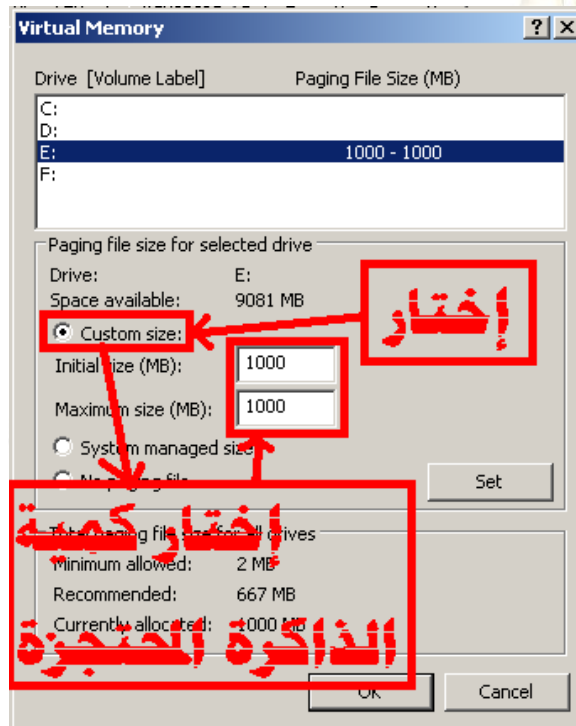 Virtual Memory
Drive [Volume Label] Paging File Size (MB)
C:
D:
E: 1000 - 1000
F:
Paging file size for selected drive
Drive: E:
Space available: 9081 MB
إختار
Custom size:
Initial size (MB): 1000
Maximum size (MB): 1000
System managed size
No paging file
Set
إختار كمية
Total paging file size for all drives
Minimum allowed: 2 MB
Recommended: 667 MB
Currently allocated: 1000 MB
الذاكرة المحتجزة
OK Cancel